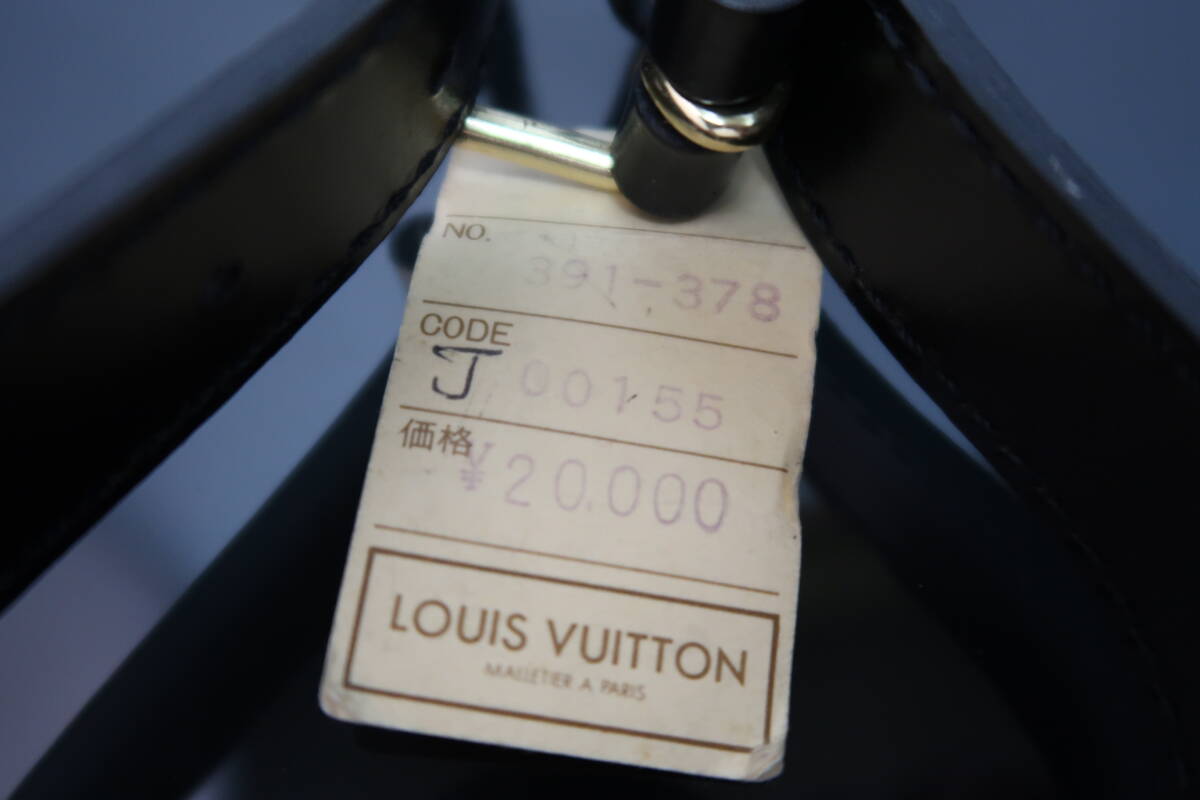 NO.
391-378
CODE
J 00155
価格
¥20.000
LOUIS VUITTON
MALLETIER A PARIS